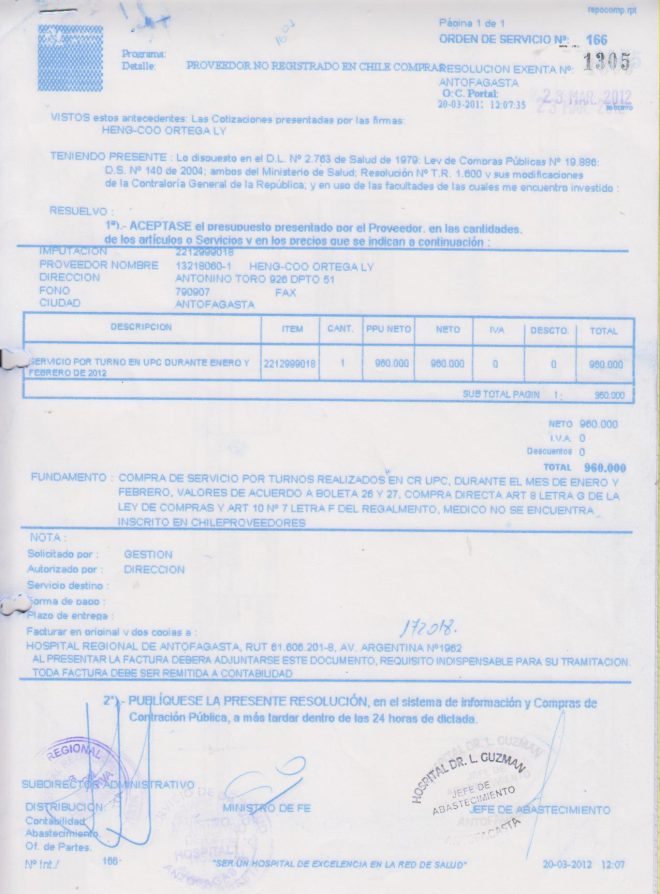 repocomp.rpt
Página 1 de 1
ORDEN DE SERVICIO Nº: 166
Programa:
Detalle: PROVEEDOR NO REGISTRADO EN CHILE COMPRAS
RESOLUCION EXENTA Nº: 1305
ANTOFAGASTA
O:C. Portal: 23 MAR. 2012
20-03-2012 12:07:35
VISTOS estos antecedentes: Las Cotizaciones presentadas por las firmas:
HENG-COO ORTEGA LY
TENIENDO PRESENTE : Lo dispuesto en el D.L. Nº 2.763 de Salud de 1979; Ley de Compras Públicas Nº 19.886;
D.S. Nº 140 de 2004; ambos del Ministerio de Salud; Resolución Nº T.R. 1.600 y sus modificaciones
de la Contraloría General de la República; y en uso de las facultades de las cuales me encuentro investido :
RESUELVO :
1º).- ACEPTASE el presupuesto presentado por el Proveedor, en las cantidades,
de los artículos o Servicios y en los precios que se indican a continuación :
IMPUTACION 2212999018
PROVEEDOR NOMBRE 13218060-1 HENG-COO ORTEGA LY
DIRECCION ANTONINO TORO 926 DPTO 51
FONO 790907 FAX
CIUDAD ANTOFAGASTA
DESCRIPCION ITEM CANT. PPU NETO NETO IVA DESCTO. TOTAL
SERVICIO POR TURNO EN UPC DURANTE ENERO Y 2212999018 1 960.000 960.000 0 0 960.000
FEBRERO DE 2012
SUB TOTAL PAGIN 1: 960.000
NETO 960.000
I.V.A. 0
Descuentos 0
TOTAL 960.000
FUNDAMENTO : COMPRA DE SERVICIO POR TURNOS REALIZADOS EN CR UPC, DURANTE EL MES DE ENERO Y
FEBRERO, VALORES DE ACUERDO A BOLETA 26 Y 27, COMPRA DIRECTA ART 8 LETRA G DE LA
LEY DE COMPRAS Y ART 10 Nº 7 LETRA F DEL REGALMENTO, MEDICO NO SE ENCUENTRA
INSCRITO EN CHILEPROVEEDORES
NOTA :
Solicitado por : GESTION
Autorizado por : DIRECCION
Servicio destino :
Forma de pago :
Plazo de entrega :
Facturar en original y dos copias a : 172018.
HOSPITAL REGIONAL DE ANTOFAGASTA, RUT 61.606.201-8, AV. ARGENTINA Nº1962
AL PRESENTAR LA FACTURA DEBERA ADJUNTARSE ESTE DOCUMENTO, REQUISITO INDISPENSABLE PARA SU TRAMITACION.
TODA FACTURA DEBE SER REMITIDA A CONTABILIDAD
2º).- PUBLÍQUESE LA PRESENTE RESOLUCIÓN, en el sistema de información y Compras de
Contración Pública, a más tardar dentro de las 24 horas de dictada.
REGIONAL
HOSPITAL DR. L. GUZMAN
JEFE DE
ABASTECIMIENTO
ANTOFAGASTA
SUBDIRECTOR ADMINISTRATIVO
DISTRIBUCION: MINISTRO DE FE JEFE DE ABASTECIMIENTO
Contabilidad
Abastecimiento.
Of. de Partes.
HOSPITAL
ANTOFAGASTA
Nº Int./ 166- "SER UN HOSPITAL DE EXCELENCIA EN LA RED DE SALUD" 20-03-2012 12:07